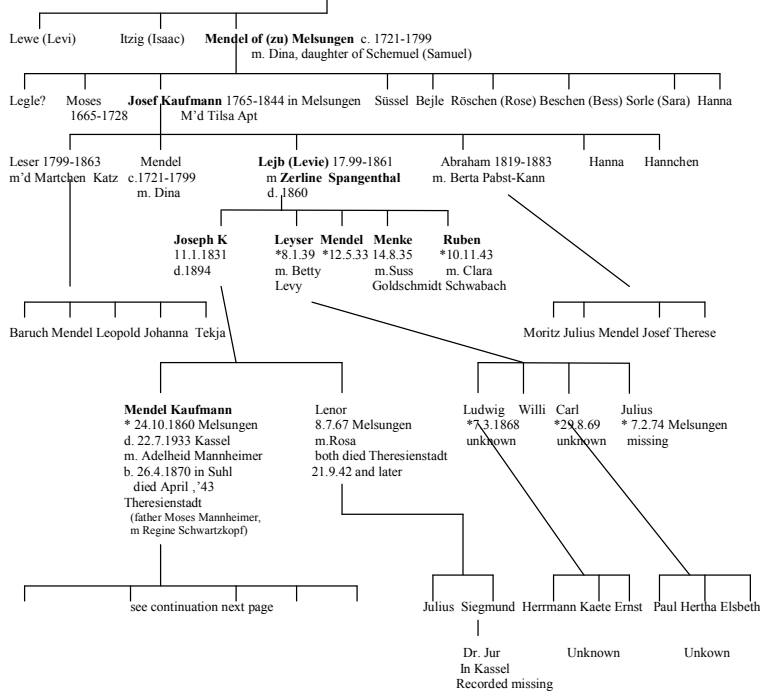 Lewe (Levi) Itzig (Isaac) Mendel of (zu) Melsungen c. 1721-1799
m. Dina, daughter of Schemuel (Samuel)
Legle? Moses Josef Kaufmann 1765-1844 in Melsungen Süssel Bejle Röschen (Rose) Beschen (Bess) Sorle (Sara) Hanna
1665-1728 M'd Tilsa Apt
Leser 1799-1863 Mendel Lejb (Levie) 17.99-1861 Abraham 1819-1883 Hanna Hannchen
m'd Martchen Katz c.1721-1799 m Zerline Spangenthal m. Berta Pabst-Kann
m. Dina d. 1860
Joseph K Leyser Mendel Menke Ruben
11.1.1831 *8.1.39 *12.5.33 14.8.35 *10.11.43
d.1894 m. Betty m.Suss m. Clara
Levy Goldschmidt Schwabach
Baruch Mendel Leopold Johanna Tekja Moritz Julius Mendel Josef Therese
Mendel Kaufmann Lenor Ludwig Willi Carl Julius
* 24.10.1860 Melsungen 8.7.67 Melsungen *7.3.1868 *29.8.69 * 7.2.74 Melsungen
d. 22.7.1933 Kassel m.Rosa unknown unknown missing
m. Adelheid Mannheimer both died Theresienstadt
b. 26.4.1870 in Suhl 21.9.42 and later
died April ,'43
Theresienstadt
(father Moses Mannheimer,
m Regine Schwartzkopf)
see continuation next page Julius Siegmund Herrmann Kaete Ernst Paul Hertha Elsbeth
Dr. Jur Unknown Unkown
In Kassel
Recorded missing